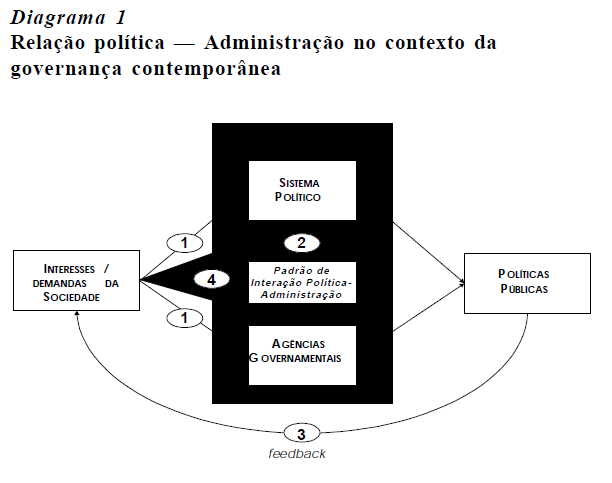 Diagrama 1
Relação política — Administração no contexto da
governança contemporânea
SISTEMA
POLÍTICO
1
2
INTERESSES /
DEMANDAS DA
SOCIEDADE
4
Padrão de
Interação Política-
Administração
POLÍTICAS
PÚBLICAS
1
AGÊNCIAS
GOVERNAMENTAIS
3
feedback